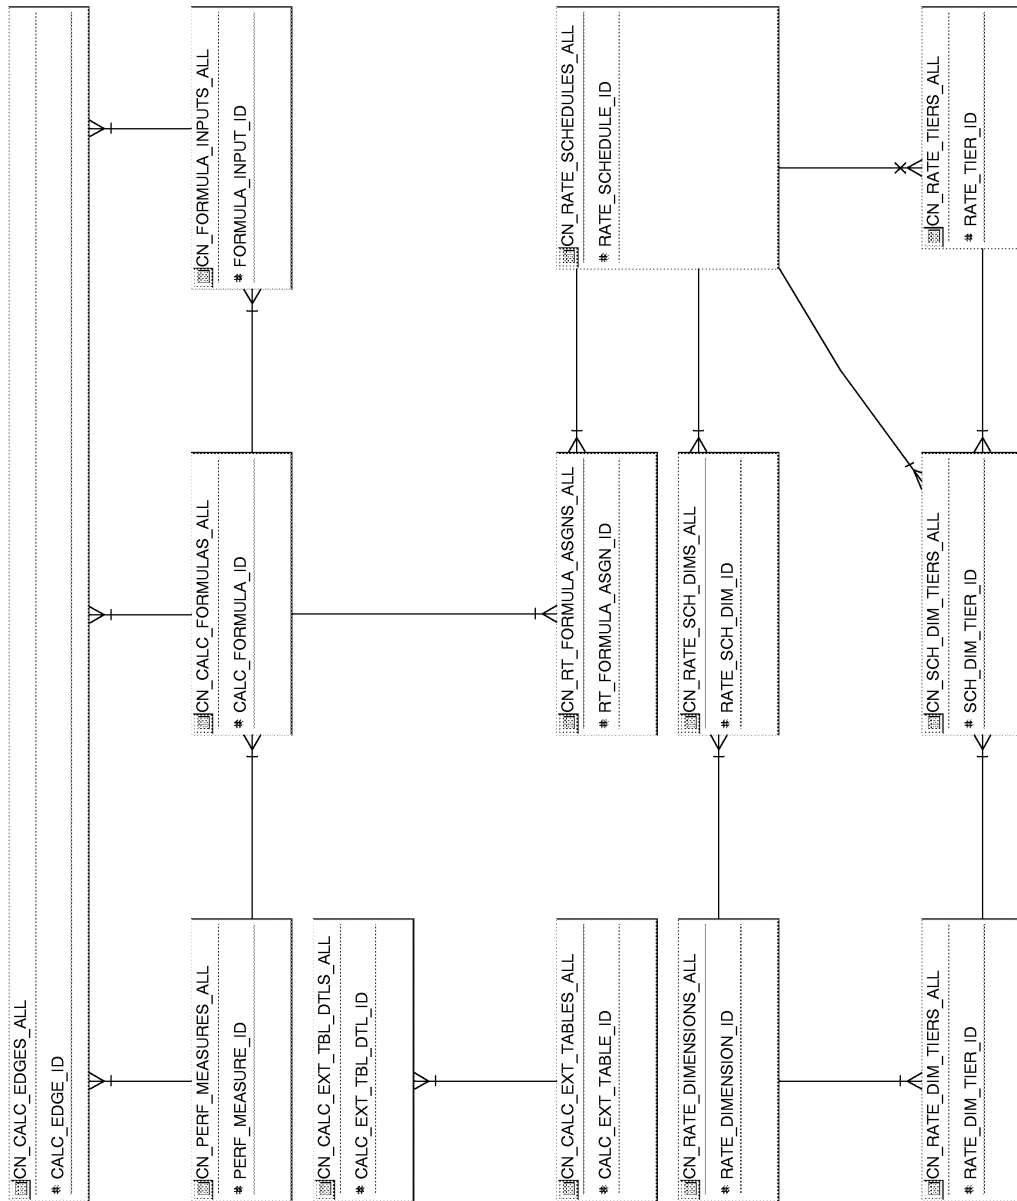 CN_CALC_EDGES_ALL
# CALC_EDGE_ID
CN_PERF_MEASURES_ALL
# PERF_MEASURE_ID
CN_CALC_FORMULAS_ALL
# CALC_FORMULA_ID
CN_FORMULA_INPUTS_ALL
# FORMULA_INPUT_ID
CN_CALC_EXT_TBL_DTLS_ALL
# CALC_EXT_TBL_DTL_ID
CN_CALC_EXT_TABLES_ALL
# CALC_EXT_TABLE_ID
CN_RT_FORMULA_ASGNS_ALL
# RT_FORMULA_ASGN_ID
CN_RATE_SCHEDULES_ALL
# RATE_SCHEDULE_ID
CN_RATE_DIMENSIONS_ALL
# RATE_DIMENSION_ID
CN_RATE_SCH_DIMS_ALL
# RATE_SCH_DIM_ID
CN_RATE_DIM_TIERS_ALL
# RATE_DIM_TIER_ID
CN_SCH_DIM_TIERS_ALL
# SCH_DIM_TIER_ID
CN_RATE_TIERS_ALL
# RATE_TIER_ID